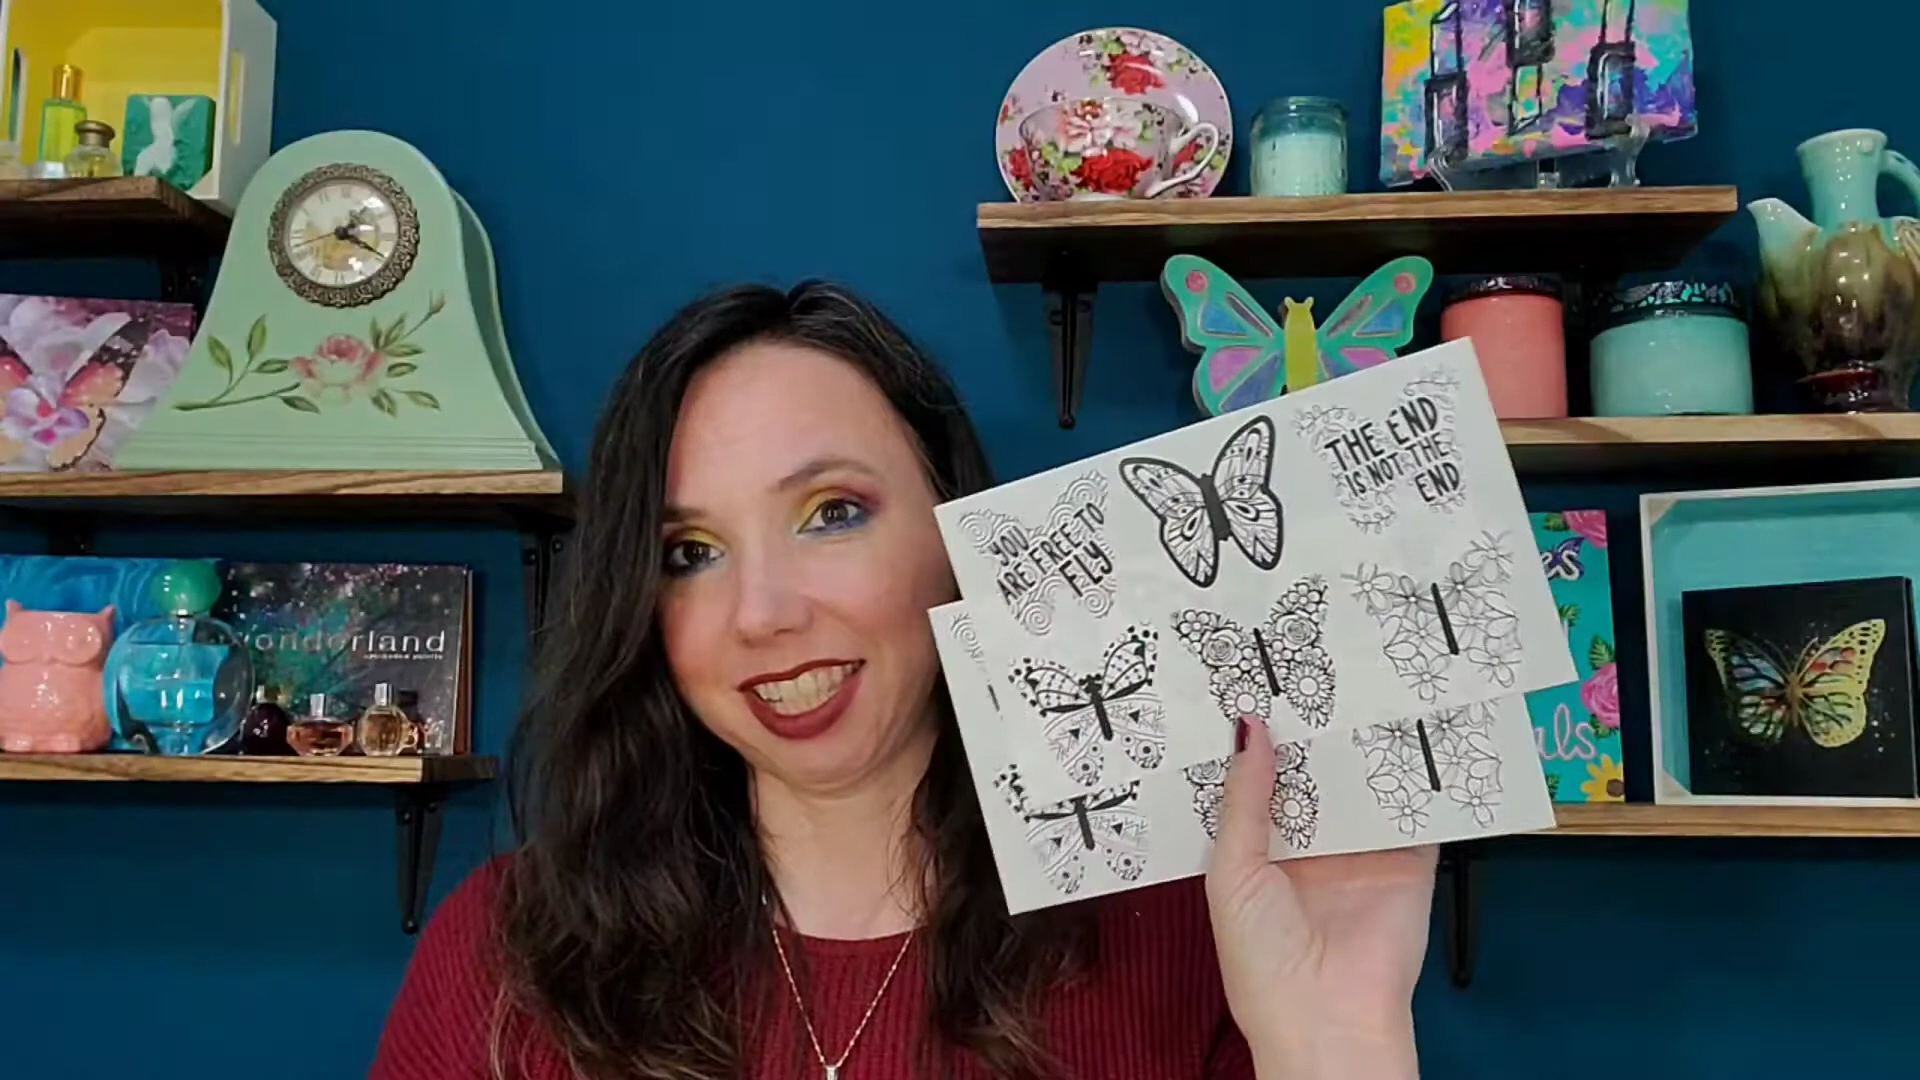 YOU
ARE FREE TO
FLY
THE END
IS NOT THE
END
wonderland